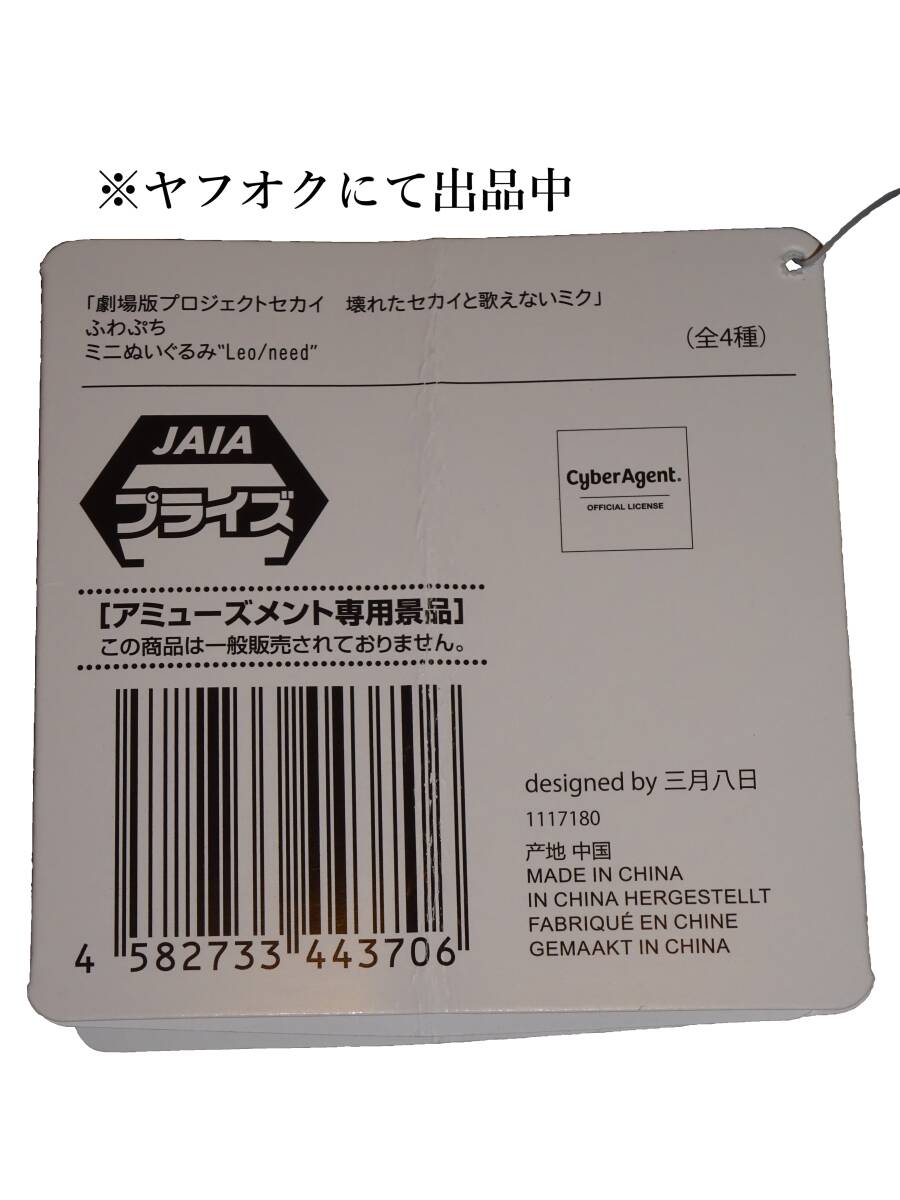 ※ヤフオクにて出品中
「劇場版プロジェクトセカイ　壊れたセカイと歌えないミク」
ふわぷち
ミニぬいぐるみ"Leo/need"
（全4種）
JAIA
プライズ
CyberAgent.
OFFICIAL LICENSE
[アミューズメント専用景品]
この商品は一般販売されておりません。
designed by 三月八日
1117180
产地 中国
MADE IN CHINA
IN CHINA HERGESTELLT
FABRIQUÉ EN CHINE
GEMAAKT IN CHINA
4 582733 443706